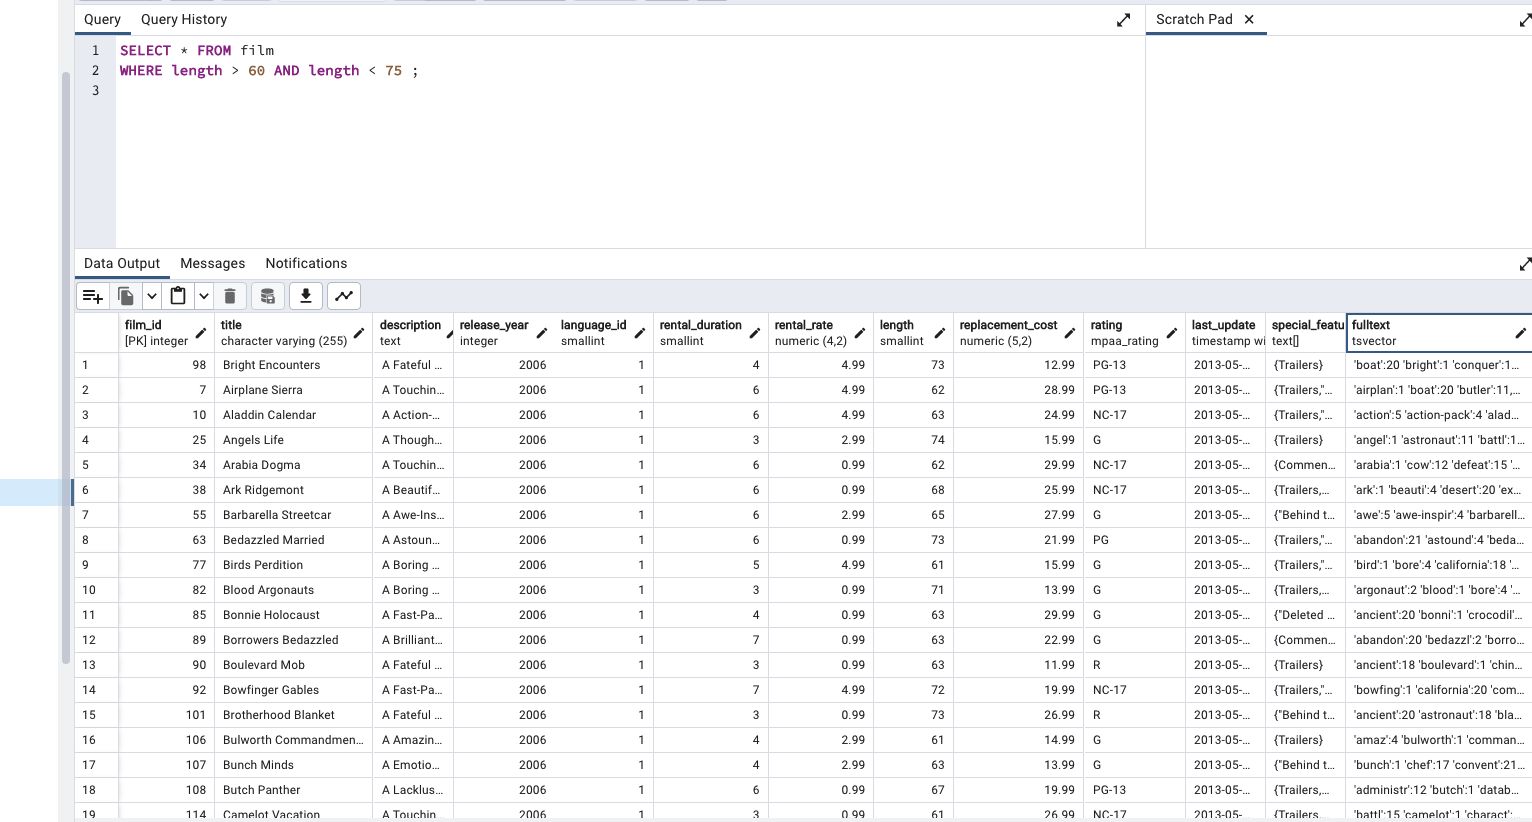 Query Query History Scratch Pad ×
1 SELECT * FROM film
2 WHERE length > 60 AND length < 75 ;
3
Data Output Messages Notifications
film_id title description release_year language_id rental_duration rental_rate length replacement_cost rating last_update special_featu fulltext
[PK] integer character varying (255) text integer smallint smallint numeric (4,2) smallint numeric (5,2) mpaa_rating timestamp wi text[] tsvector
1 98 Bright Encounters A Fateful ... 2006 1 4 4.99 73 12.99 PG-13 2013-05-... {Trailers} 'boat':20 'bright':1 'conquer':1...
2 7 Airplane Sierra A Touchin... 2006 1 6 4.99 62 28.99 PG-13 2013-05-... {Trailers,"... 'airplan':1 'boat':20 'butler':11,...
3 10 Aladdin Calendar A Action-... 2006 1 6 4.99 63 24.99 NC-17 2013-05-... {Trailers,"... 'action':5 'action-pack':4 'alad...
4 25 Angels Life A Though... 2006 1 3 2.99 74 15.99 G 2013-05-... {Trailers} 'angel':1 'astronaut':11 'battl':1...
5 34 Arabia Dogma A Touchin... 2006 1 6 0.99 62 29.99 NC-17 2013-05-... {Commen... 'arabia':1 'cow':12 'defeat':15 '...
6 38 Ark Ridgemont A Beautif... 2006 1 6 0.99 68 25.99 NC-17 2013-05-... {Trailers,... 'ark':1 'beauti':4 'desert':20 'ex...
7 55 Barbarella Streetcar A Awe-Ins... 2006 1 6 2.99 65 27.99 G 2013-05-... {"Behind t... 'awe':5 'awe-inspir':4 'barbarell...
8 63 Bedazzled Married A Astoun... 2006 1 6 0.99 73 21.99 PG 2013-05-... {Trailers,"... 'abandon':21 'astound':4 'beda...
9 77 Birds Perdition A Boring ... 2006 1 5 4.99 61 15.99 G 2013-05-... {Trailers,"... 'bird':1 'bore':4 'california':18 '...
10 82 Blood Argonauts A Boring ... 2006 1 3 0.99 71 13.99 G 2013-05-... {Trailers,... 'argonaut':2 'blood':1 'bore':4 '...
11 85 Bonnie Holocaust A Fast-Pa... 2006 1 4 0.99 63 29.99 G 2013-05-... {"Deleted ... 'ancient':20 'bonni':1 'crocodil'...
12 89 Borrowers Bedazzled A Brilliant... 2006 1 7 0.99 63 22.99 G 2013-05-... {Commen... 'abandon':20 'bedazzl':2 'borro...
13 90 Boulevard Mob A Fateful ... 2006 1 3 0.99 63 11.99 R 2013-05-... {Trailers} 'ancient':18 'boulevard':1 'chin...
14 92 Bowfinger Gables A Fast-Pa... 2006 1 7 4.99 72 19.99 NC-17 2013-05-... {Trailers,"... 'bowfing':1 'california':20 'com...
15 101 Brotherhood Blanket A Fateful ... 2006 1 3 0.99 73 26.99 R 2013-05-... {"Behind t... 'ancient':20 'astronaut':18 'bla...
16 106 Bulworth Commandmen... A Amazin... 2006 1 4 2.99 61 14.99 G 2013-05-... {Trailers} 'amaz':4 'bulworth':1 'comman...
17 107 Bunch Minds A Emotio... 2006 1 4 2.99 63 13.99 G 2013-05-... {"Behind t... 'bunch':1 'chef':17 'convent':21...
18 108 Butch Panther A Lacklus... 2006 1 6 0.99 67 19.99 PG-13 2013-05-... {Trailers,... 'administr':12 'butch':1 'datab...
19 114 Camelot Vacation A Touchin... 2006 1 3 0.99 61 26.99 NC-17 2013-05-... {Trailers... 'battl':15 'camelot':1 'charact':...